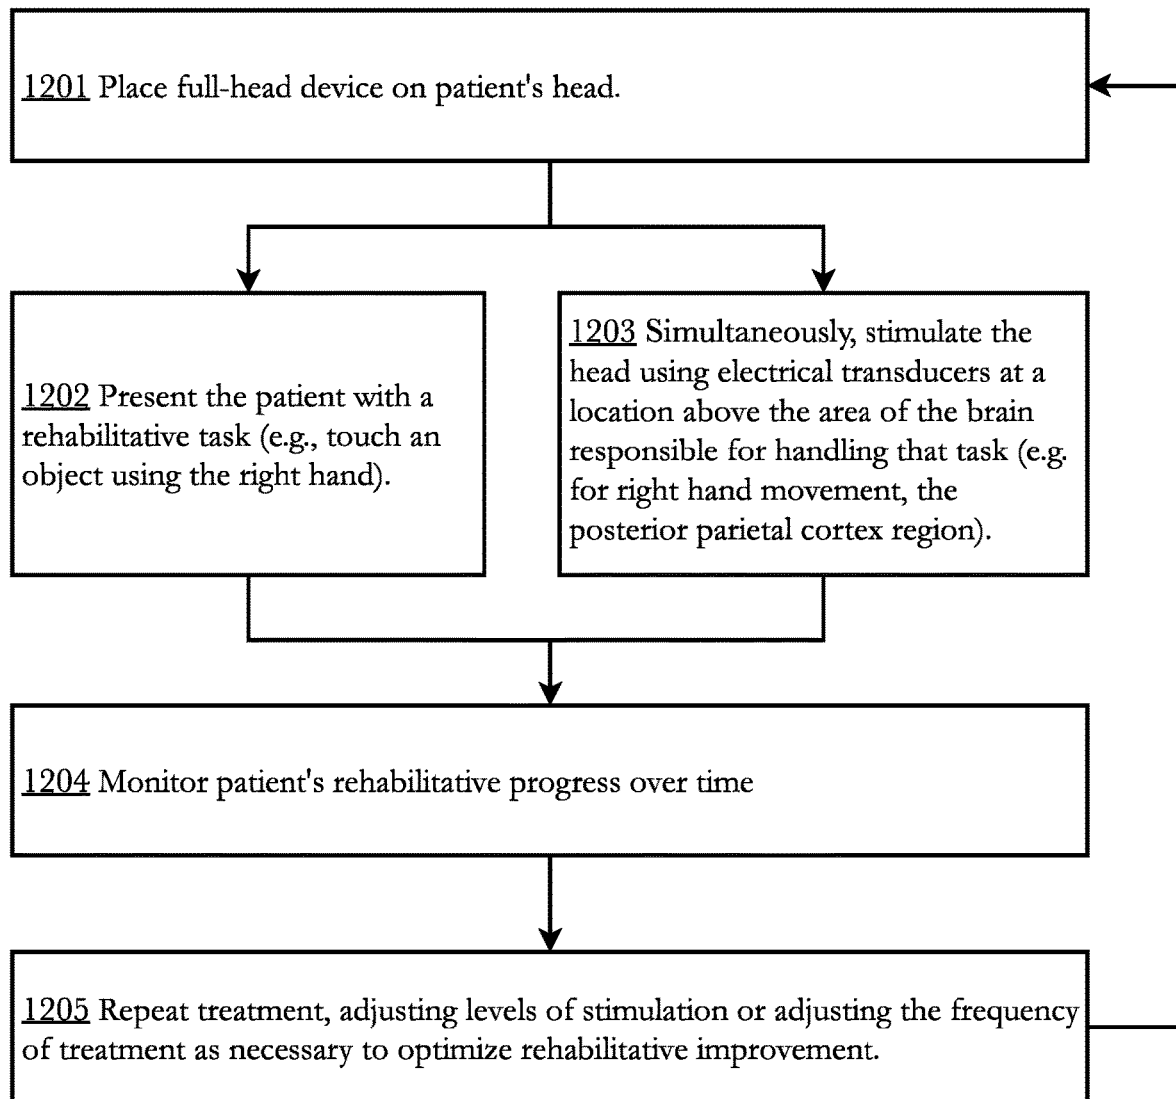 1201 Place full-head device on patient's head.
1202 Present the patient with a
rehabilitative task (e.g., touch an
object using the right hand).
1203 Simultaneously, stimulate the
head using electrical transducers at a
location above the area of the brain
responsible for handling that task (e.g.
for right hand movement, the
posterior parietal cortex region).
1204 Monitor patient's rehabilitative progress over time
1205 Repeat treatment, adjusting levels of stimulation or adjusting the frequency
of treatment as necessary to optimize rehabilitative improvement.